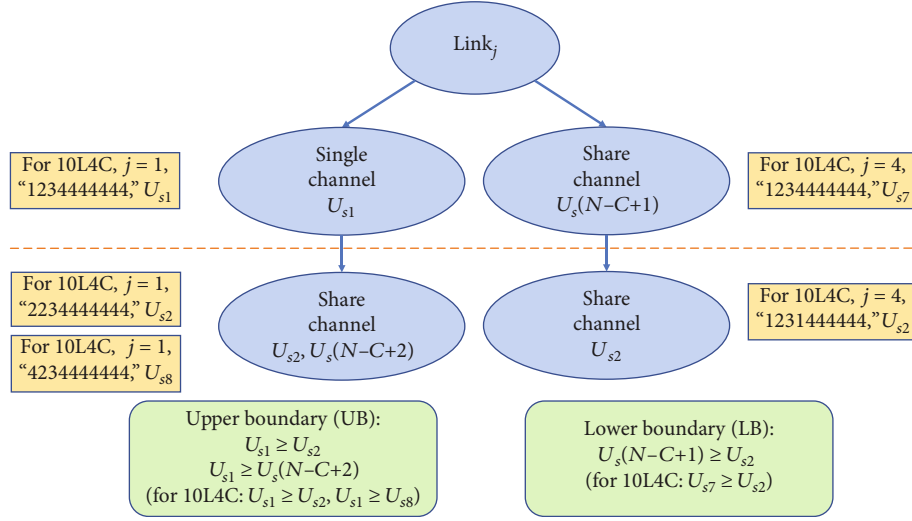 Link_j
For 10L4C, j = 1,
“1234444444,” U_s1
Single
channel
U_s1
Share
channel
U_s(N–C+1)
For 10L4C, j = 4,
“1234444444,” U_s7
For 10L4C, j = 1,
“2234444444,” U_s2
For 10L4C, j = 1,
“4234444444,” U_s8
Share
channel
U_s2, U_s(N–C+2)
Share
channel
U_s2
For 10L4C, j = 4,
“1231444444,” U_s2
Upper boundary (UB):
U_s1 ≥ U_s2
U_s1 ≥ U_s(N–C+2)
(for 10L4C: U_s1 ≥ U_s2, U_s1 ≥ U_s8)
Lower boundary (LB):
U_s(N–C+1) ≥ U_s2
(for 10L4C: U_s7 ≥ U_s2)